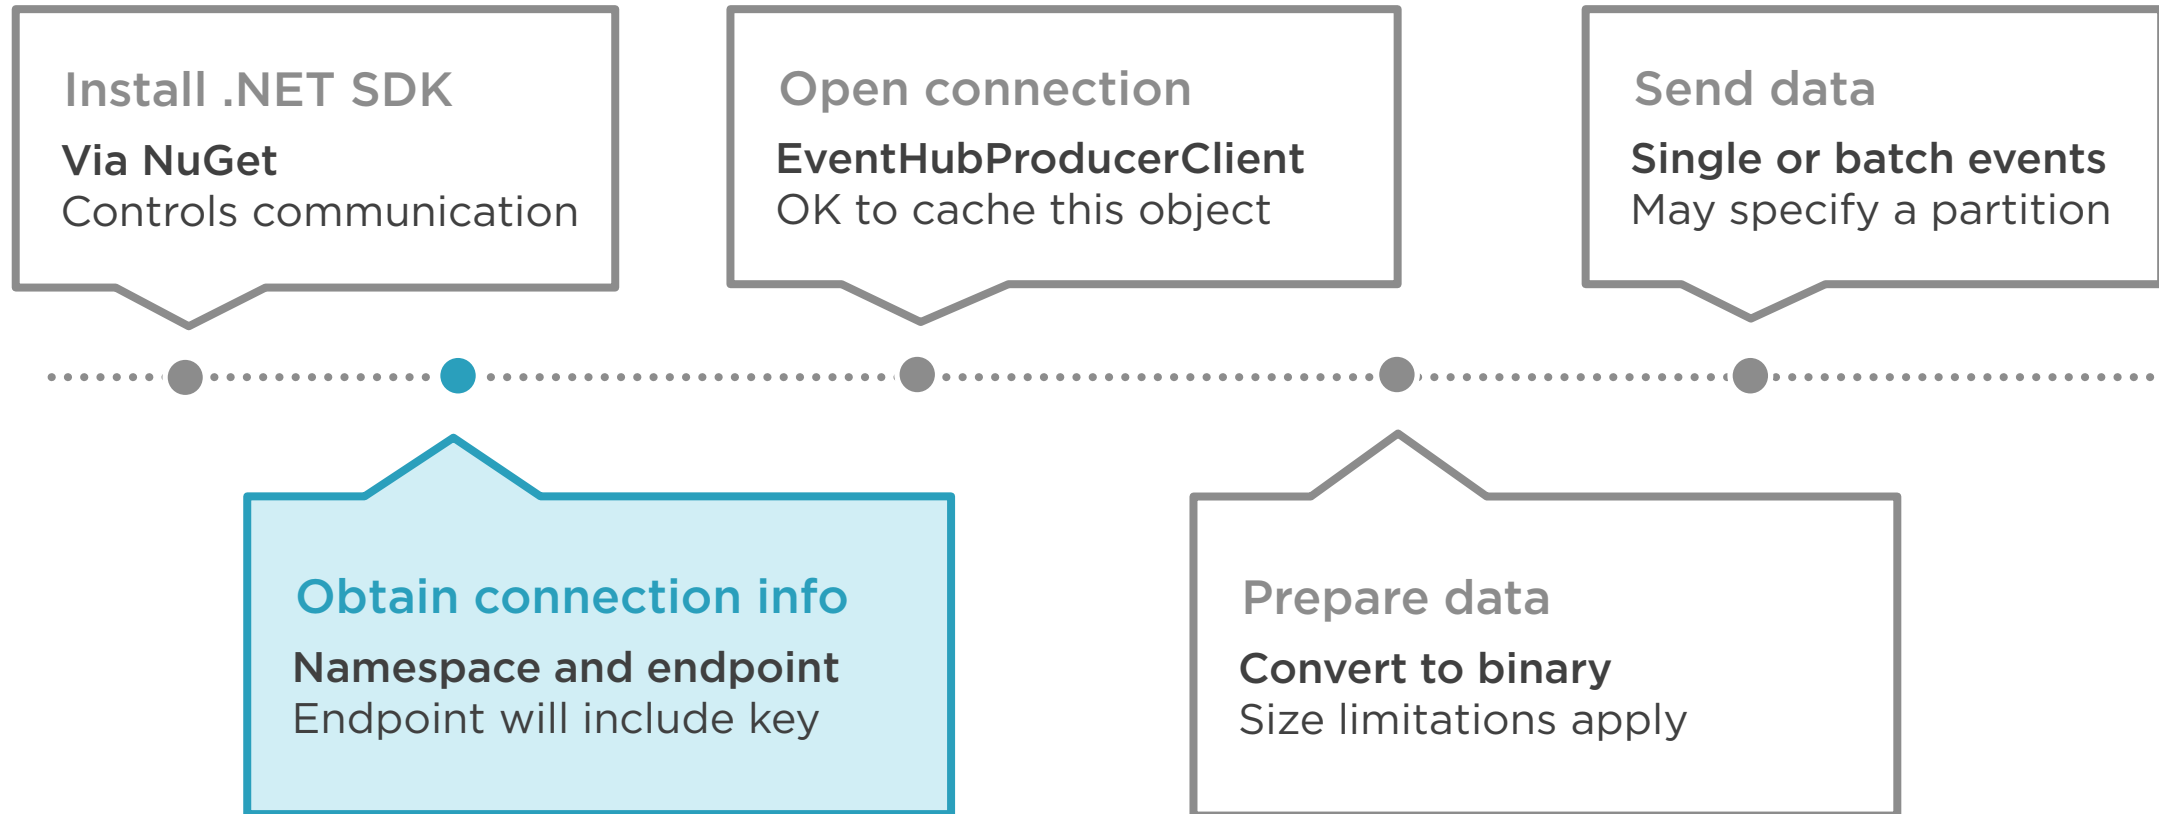 Install .NET SDK
Via NuGet
Controls communication
Obtain connection info
Namespace and endpoint
Endpoint will include key
Open connection
EventHubProducerClient
OK to cache this object
Prepare data
Convert to binary
Size limitations apply
Send data
Single or batch events
May specify a partition